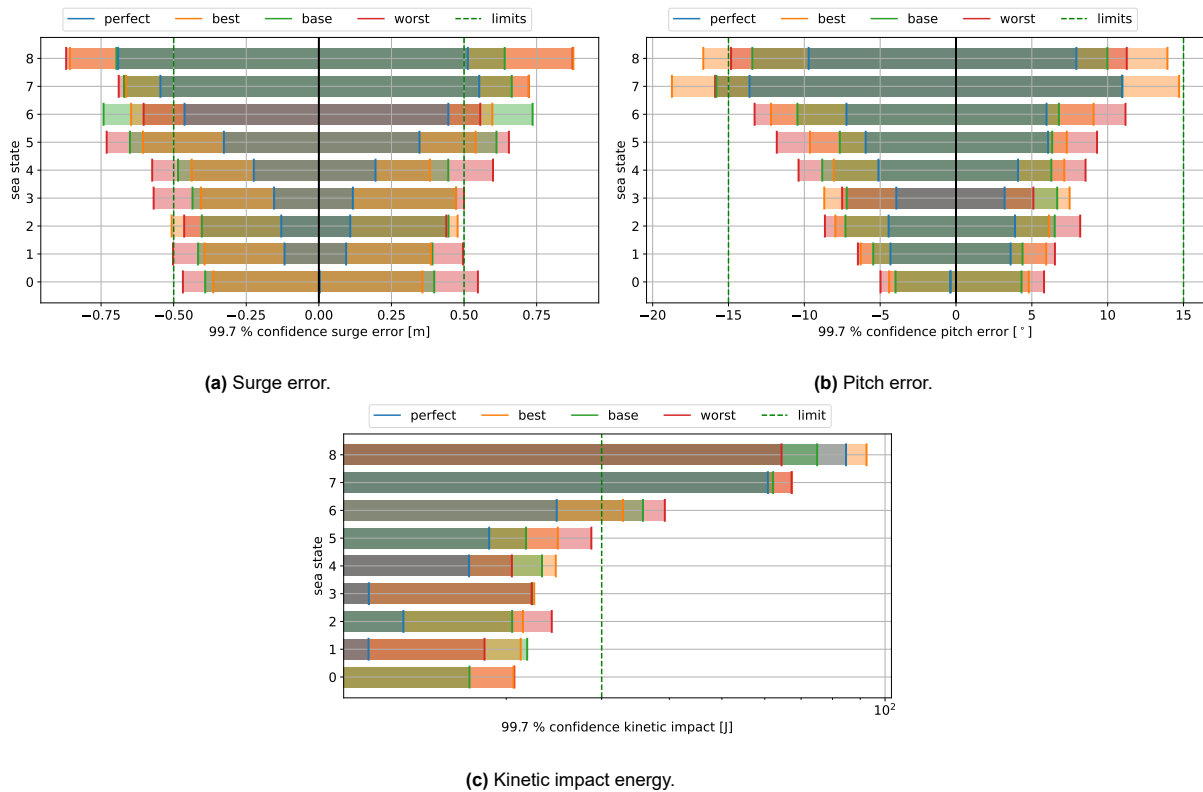 perfect best base worst limits
8
7
6
5
4
3
2
1
0
sea state
−0.75 −0.50 −0.25 0.00 0.25 0.50 0.75
99.7 % confidence surge error [m]
(a) Surge error.
perfect best base worst limits
8
7
6
5
4
3
2
1
0
sea state
−20 −15 −10 −5 0 5 10 15
99.7 % confidence pitch error [°]
(b) Pitch error.
perfect best base worst limit
8
7
6
5
4
3
2
1
0
sea state
10²
99.7 % confidence kinetic impact [J]
(c) Kinetic impact energy.